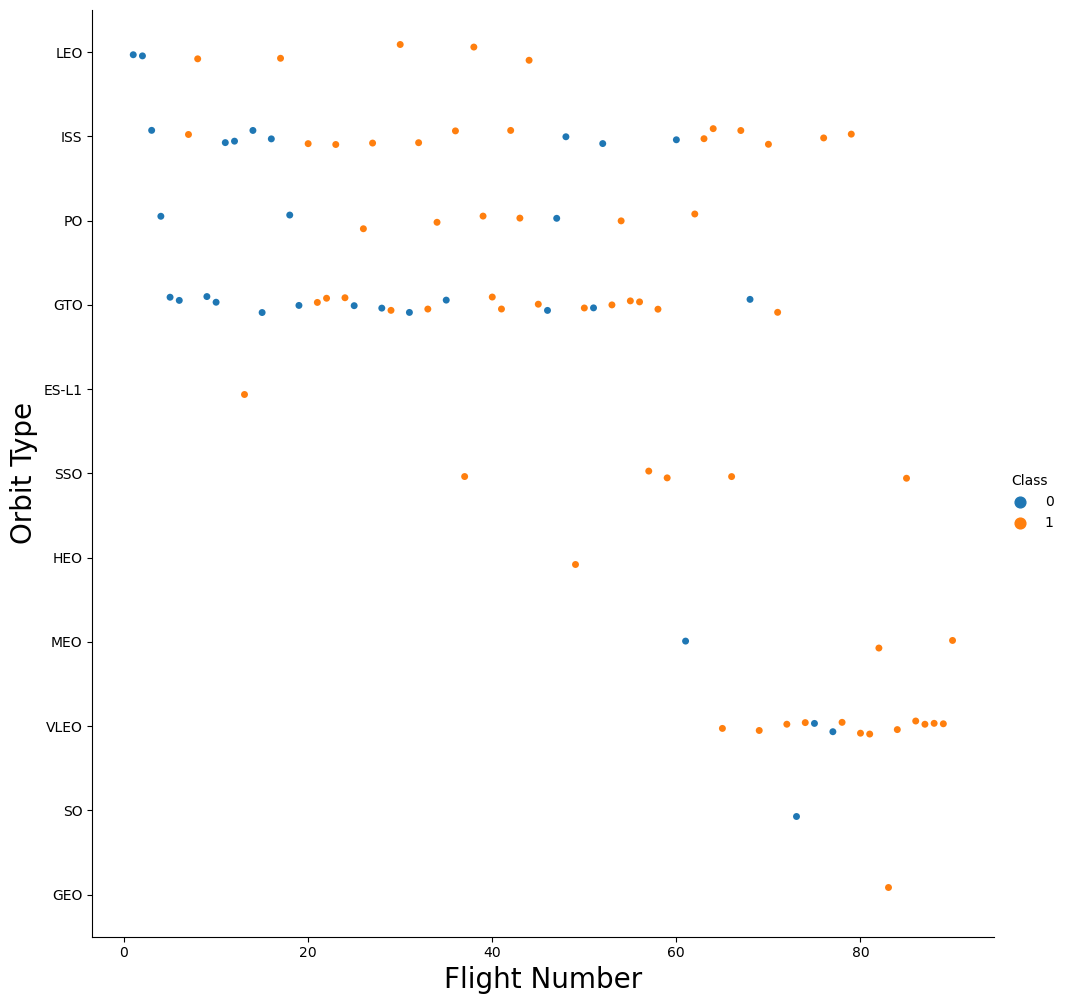 LEO
ISS
PO
GTO
ES-L1
SSO
HEO
MEO
VLEO
SO
GEO
Orbit Type
0 20 40 60 80
Flight Number
Class
0
1